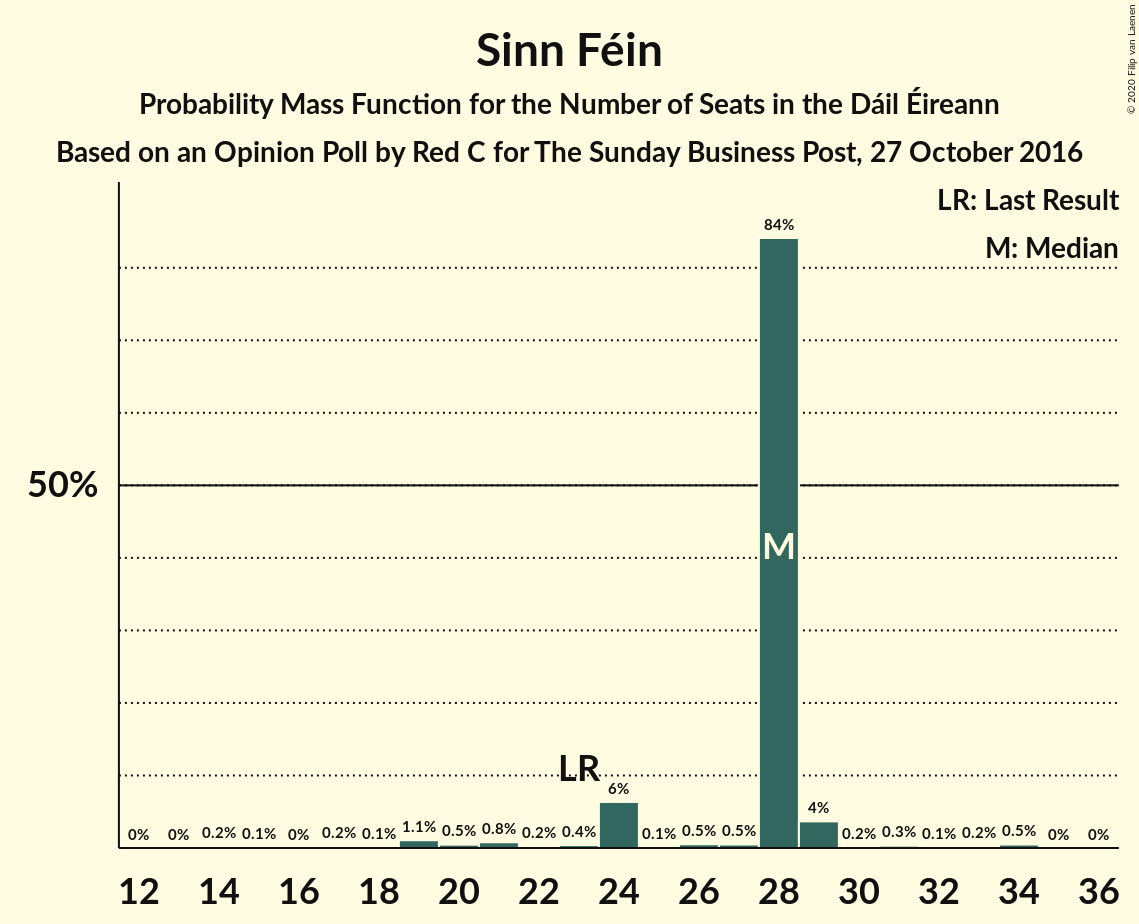 Sinn Féin
Probability Mass Function for the Number of Seats in the Dáil Éireann
Based on an Opinion Poll by Red C for The Sunday Business Post, 27 October 2016
© 2020 Filip van Laenen
LR: Last Result
M: Median
84%
50%
M
LR
6%
4%
0% 0% 0.2% 0.1% 0% 0.2% 0.1% 1.1% 0.5% 0.8% 0.2% 0.4% 0.1% 0.5% 0.5% 0.2% 0.3% 0.1% 0.2% 0.5% 0% 0%
12 14 16 18 20 22 24 26 28 30 32 34 36